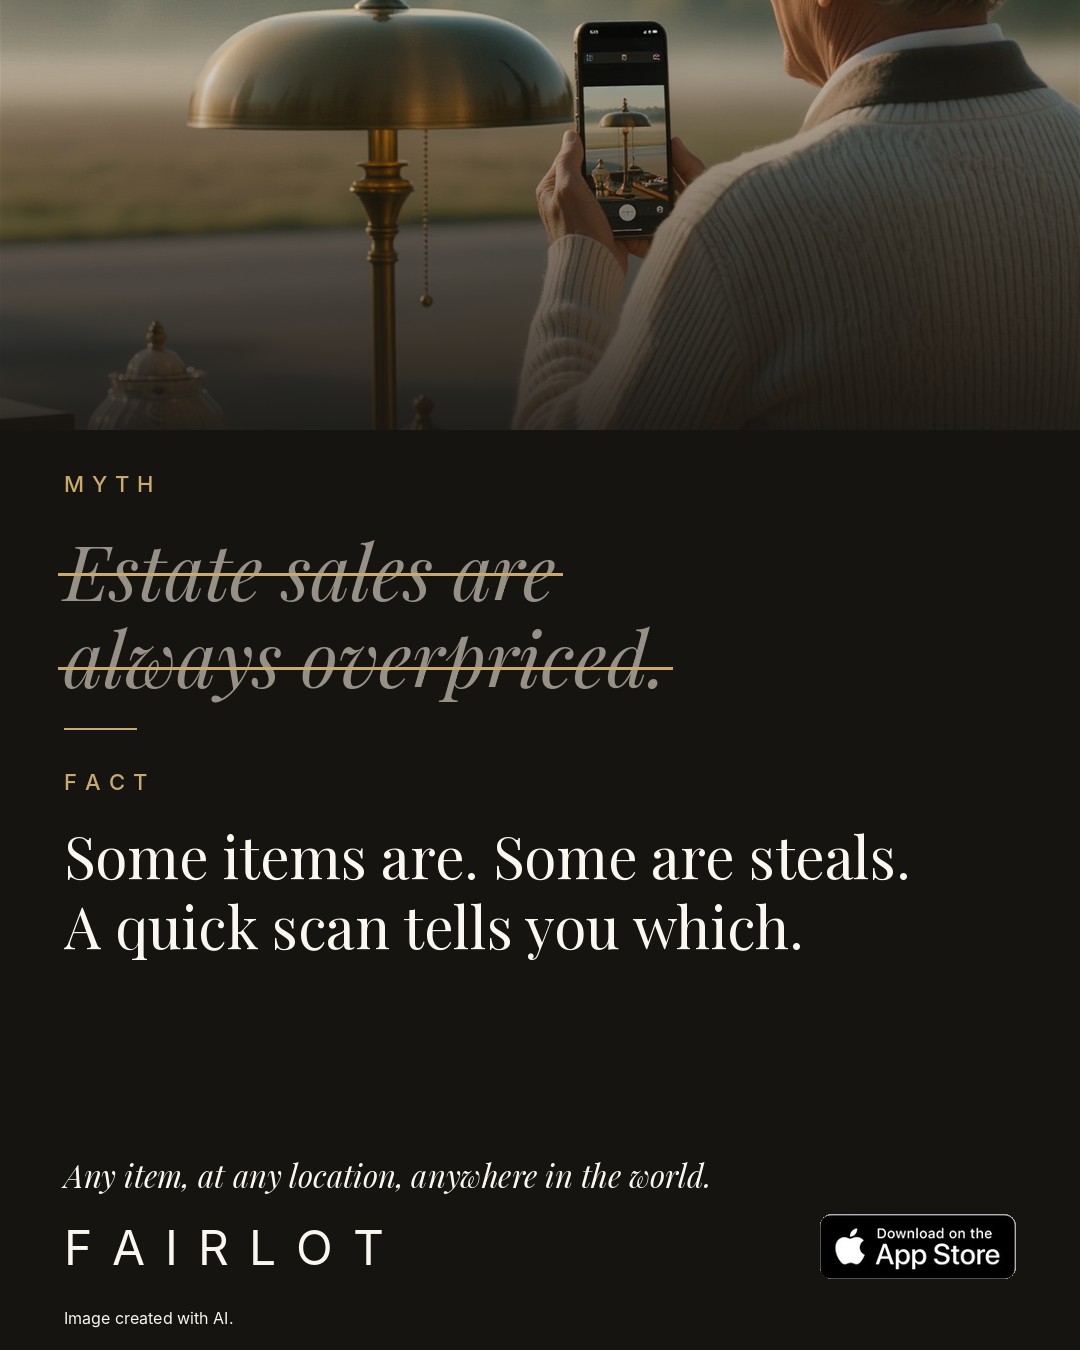 MYTH
Estate sales are
always overpriced.
FACT
Some items are. Some are steals.
A quick scan tells you which.
Any item, at any location, anywhere in the world.
FAIRLOT
Download on the
App Store
Image created with AI.